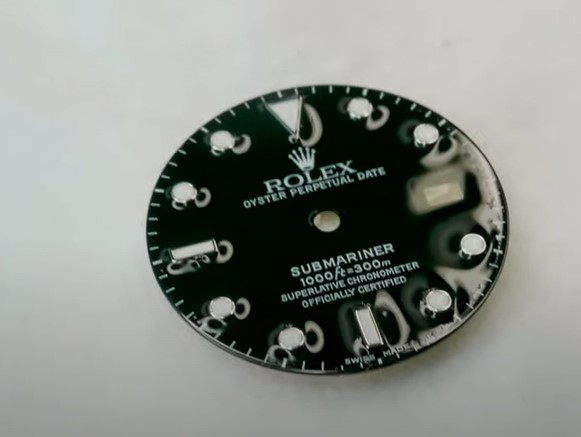 ROLEX
OYSTER PERPETUAL DATE
SUBMARINER
1000ft=300m
SUPERLATIVE CHRONOMETER
OFFICIALLY CERTIFIED
SWISS MADE